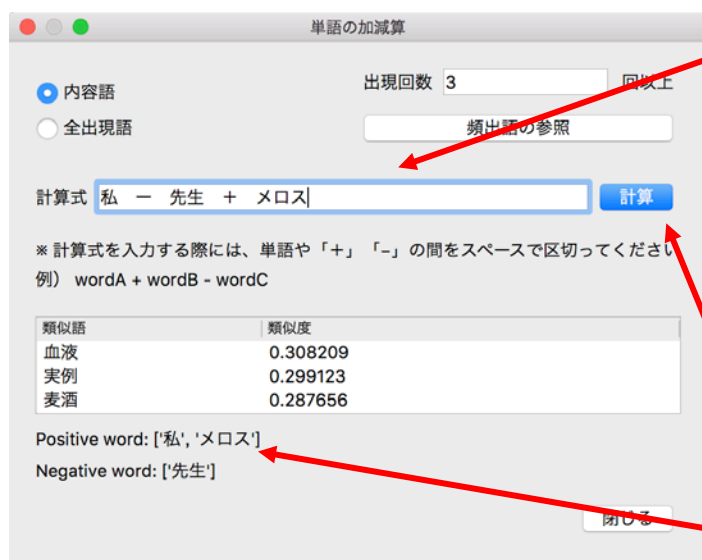 単語の加減算
内容語
出現回数 3 回以上
全出現語
頻出語の参照
計算式 私 ー 先生 + メロス 計算
※ 計算式を入力する際には、単語や「+」「-」の間をスペースで区切ってください
例） wordA + wordB - wordC
類似語 類似度
血液 0.308209
実例 0.299123
麦酒 0.287656
Positive word: ['私', 'メロス']
Negative word: ['先生']
閉じる